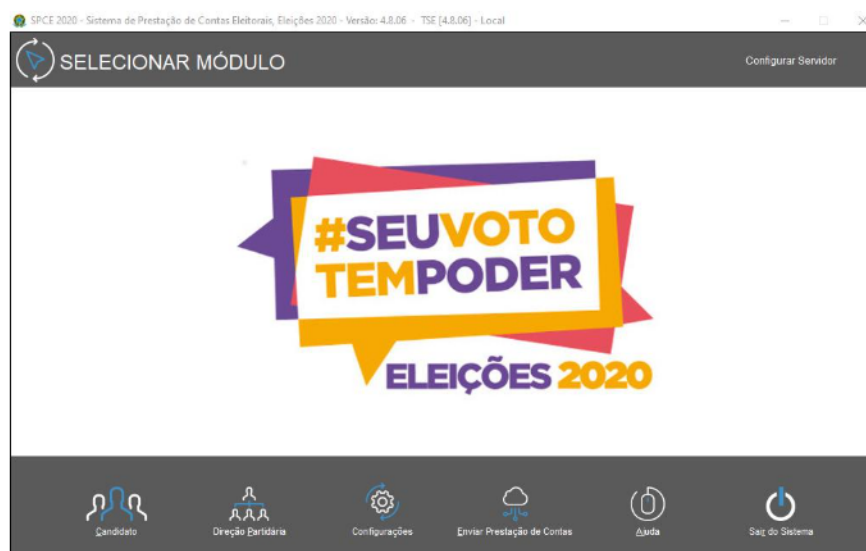 SPCE 2020 - Sistema de Prestação de Contas Eleitorais, Eleições 2020 - Versão: 4.8.06 - TSE [4.8.06] - Local
SELECIONAR MÓDULO
Configurar Servidor
#SEUVOTO
TEMPODER
ELEIÇÕES 2020
Candidato
Direção Partidária
Configurações
Enviar Prestação de Contas
Ajuda
Sair do Sistema